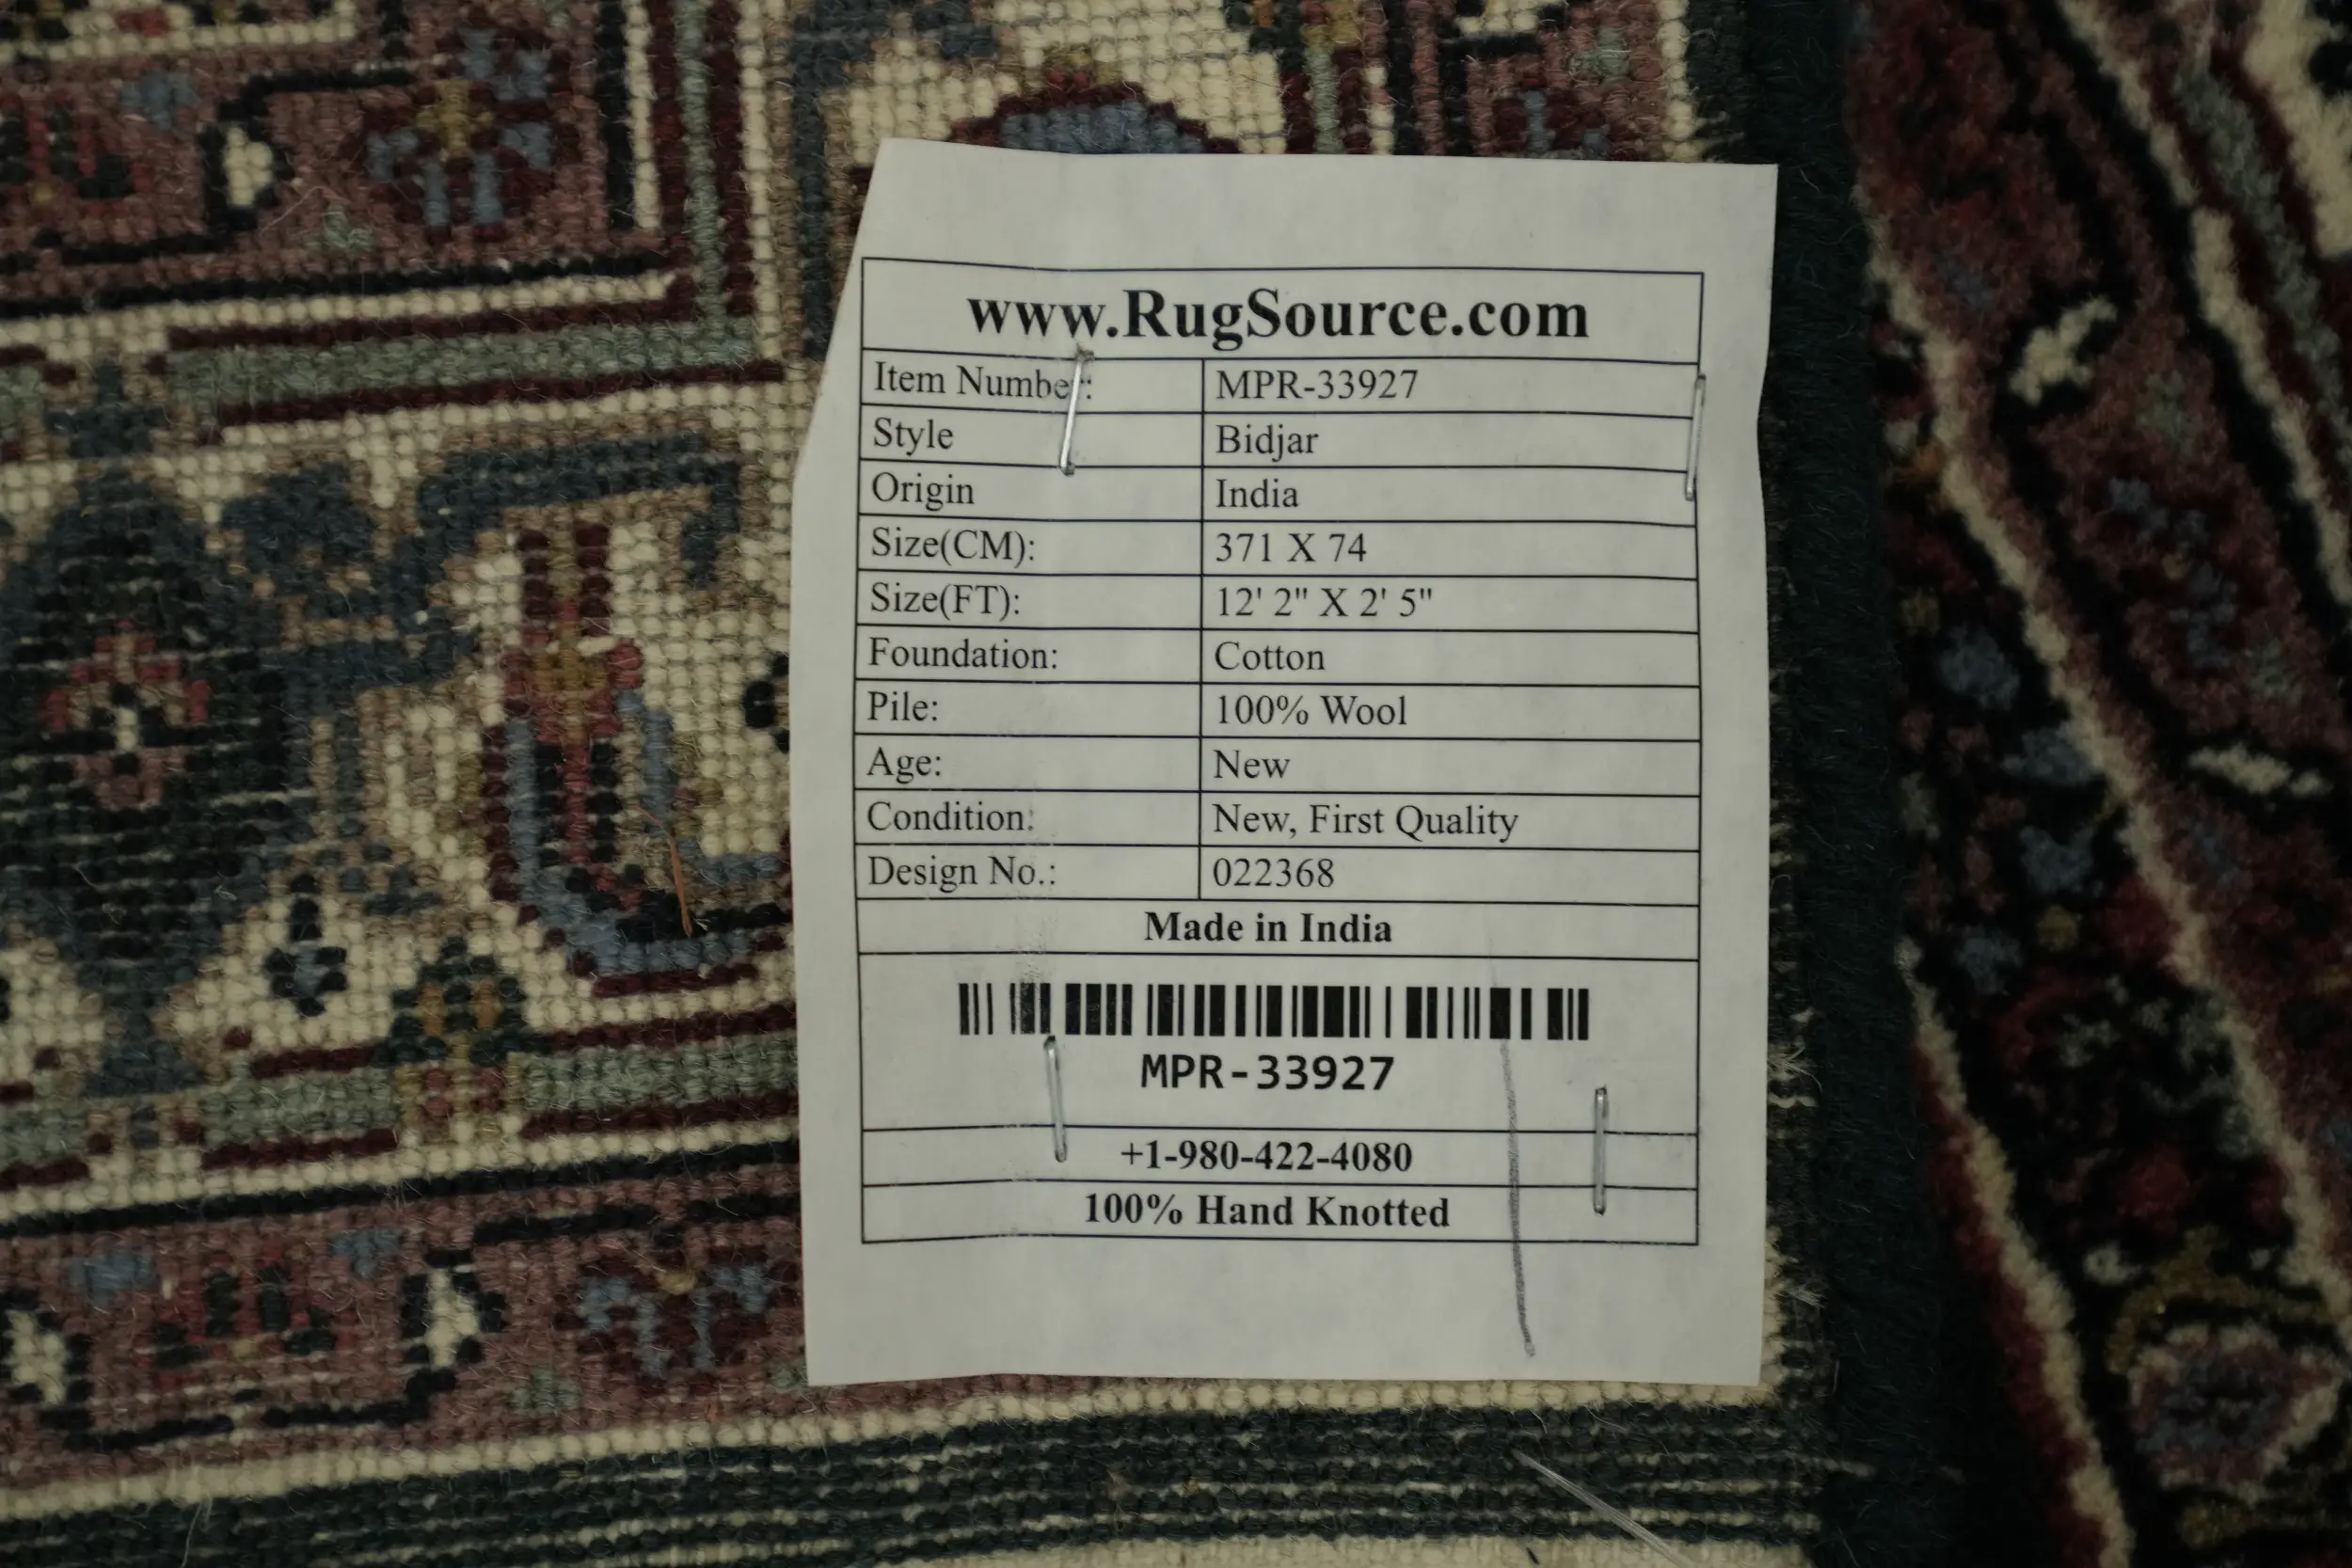 www.RugSource.com
Item Number: MPR-33927
Style Bidjar
Origin India
Size(CM): 371 X 74
Size(FT): 12' 2" X 2' 5"
Foundation: Cotton
Pile: 100% Wool
Age: New
Condition: New, First Quality
Design No.: 022368
Made in India
MPR-33927
+1-980-422-4080
100% Hand Knotted